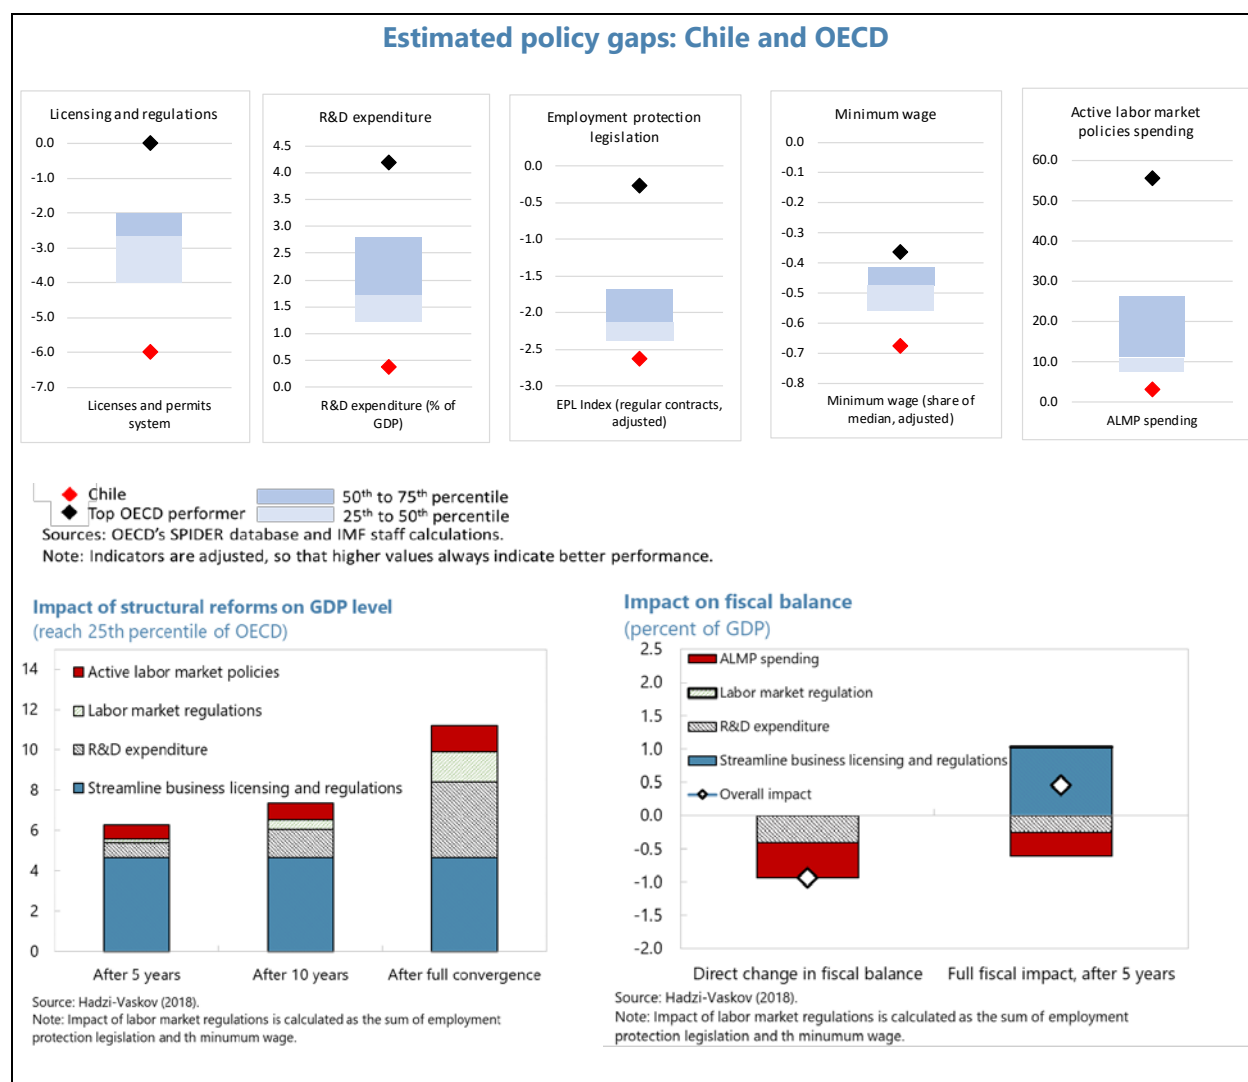 Estimated policy gaps: Chile and OECD
Licensing and regulations
0.0
-1.0
-2.0
-3.0
-4.0
-5.0
-6.0
-7.0
Licenses and permits
system
R&D expenditure
4.5
4.0
3.5
3.0
2.5
2.0
1.5
1.0
0.5
0.0
R&D expenditure (% of
GDP)
Employment protection
legislation
0.0
-0.5
-1.0
-1.5
-2.0
-2.5
-3.0
EPL Index (regular contracts,
adjusted)
Minimum wage
0.0
-0.1
-0.2
-0.3
-0.4
-0.5
-0.6
-0.7
-0.8
Minimum wage (share of
median, adjusted)
Active labor market
policies spending
60.0
50.0
40.0
30.0
20.0
10.0
0.0
ALMP spending
Chile
Top OECD performer
50th to 75th percentile
25th to 50th percentile
Sources: OECD's SPIDER database and IMF staff calculations.
Note: Indicators are adjusted, so that higher values always indicate better performance.
Impact of structural reforms on GDP level
(reach 25th percentile of OECD)
14
12
10
8
6
4
2
0
Active labor market policies
Labor market regulations
R&D expenditure
Streamline business licensing and regulations
After 5 years
After 10 years
After full convergence
Source: Hadzi-Vaskov (2018).
Note: Impact of labor market regulations is calculated as the sum of employment
protection legislation and th minumum wage.
Impact on fiscal balance
(percent of GDP)
2.5
2.0
1.5
1.0
0.5
0.0
-0.5
-1.0
-1.5
-2.0
ALMP spending
Labor market regulation
R&D expenditure
Streamline business licensing and regulations
Overall impact
Direct change in fiscal balance
Full fiscal impact, after 5 years
Source: Hadzi-Vaskov (2018).
Note: Impact of labor market regulations is calculated as the sum of employment
protection legislation and th minumum wage.